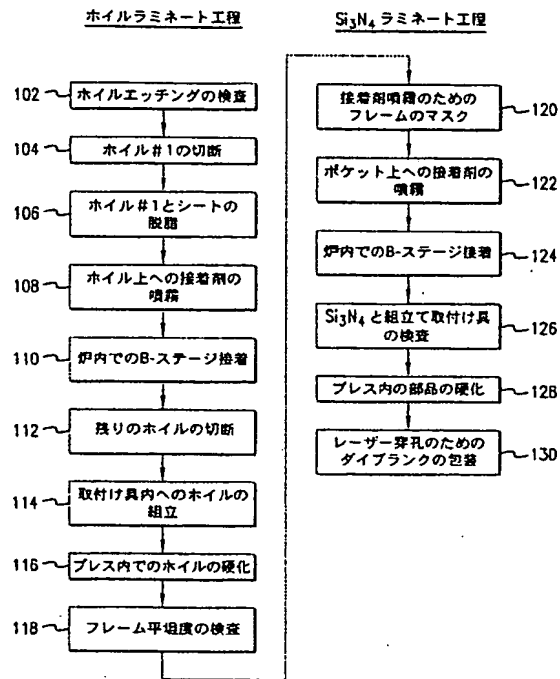 ホイルラミネート工程
102
ホイルエッチングの検査
104
ホイル#1の切断
106
ホイル#1とシートの
脱脂
108
ホイル上への接着剤の
噴霧
110
炉内でのB-ステージ接着
112
残りのホイルの切断
114
取付け具内へのホイルの
組立
116
プレス内でのホイルの硬化
118
フレーム平坦度の検査
Si3N4 ラミネート工程
接着剤噴霧のための
フレームのマスク
120
ポケット上への接着剤の
噴霧
122
炉内でのB-ステージ接着
124
Si3N4と組立て取付け具
の検査
126
プレス内の部品の硬化
128
レーザー穿孔のための
ダイブランクの包装
130